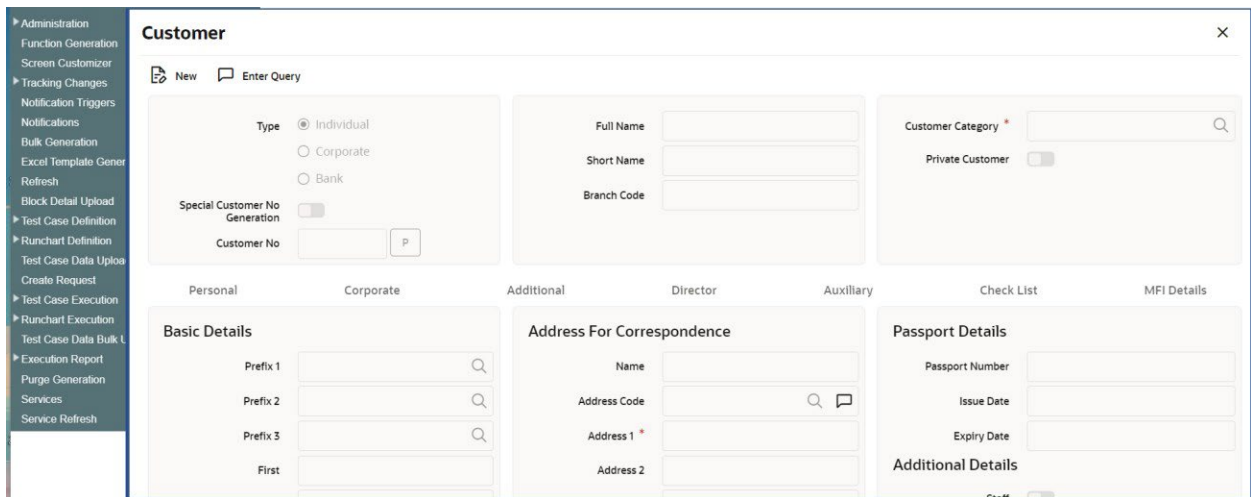 Administration
Function Generation
Screen Customizer
Tracking Changes
Notification Triggers
Notifications
Bulk Generation
Excel Template Gener
Refresh
Block Detail Upload
Test Case Definition
Runchart Definition
Test Case Data Uploa
Create Request
Test Case Execution
Runchart Execution
Test Case Data Bulk U
Execution Report
Purge Generation
Services
Service Refresh
Customer
New Enter Query
Type Individual
Corporate
Bank
Special Customer No
Generation
Customer No P
Full Name
Short Name
Branch Code
Customer Category *
Private Customer
Personal Corporate Additional Director Auxiliary Check List MFI Details
Basic Details
Prefix 1
Prefix 2
Prefix 3
First
Address For Correspondence
Name
Address Code
Address 1 *
Address 2
Passport Details
Passport Number
Issue Date
Expiry Date
Additional Details
Staff